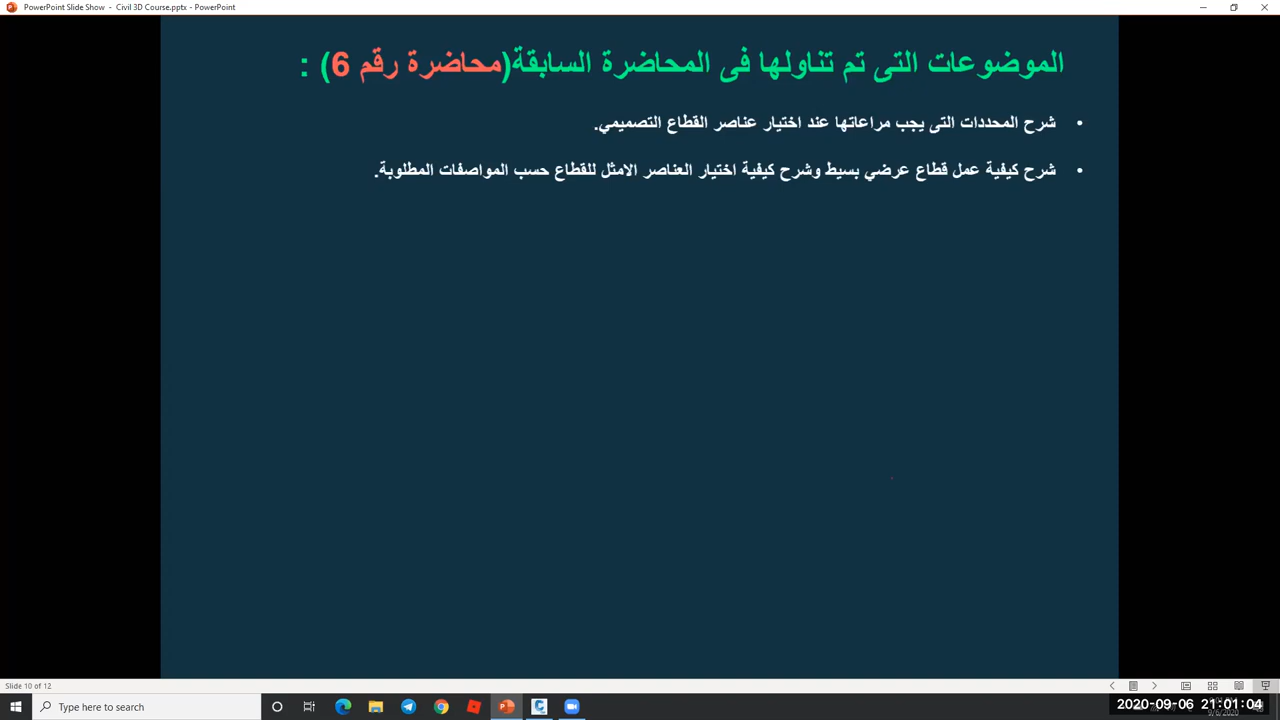 PowerPoint Slide Show - Civil 3D Course.pptx - PowerPoint
الموضوعات التى تم تناولها فى المحاضرة السابقة(محاضرة رقم 6) :
• شرح المحددات التى يجب مراعاتها عند اختيار عناصر القطاع التصميمي.
• شرح كيفية عمل قطاع عرضي بسيط وشرح كيفية اختيار العناصر الامثل للقطاع حسب المواصفات المطلوبة.
Slide 10 of 12
Type here to search
2020-09-06 21:01:04
9/6/2020